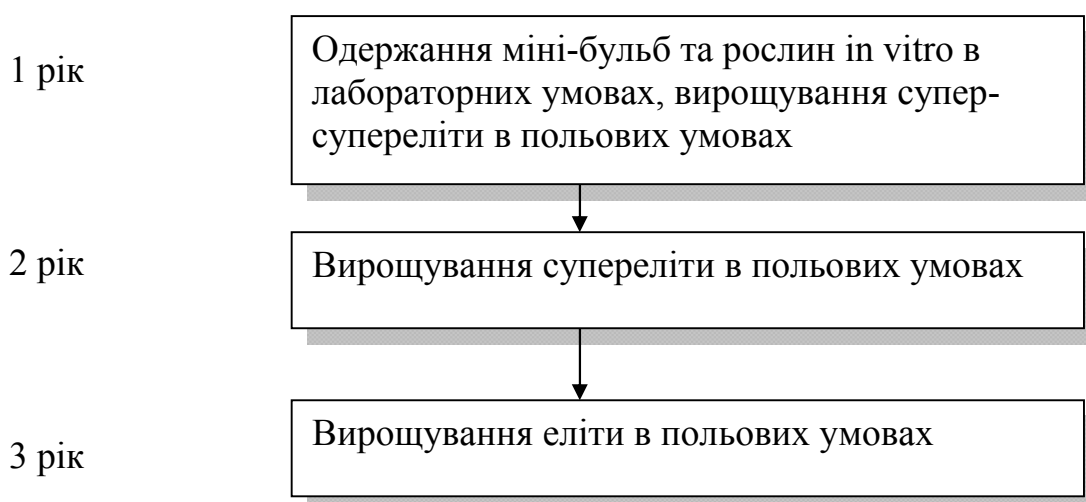 1 рік
Одержання міні-бульб та рослин in vitro в
лабораторних умовах, вирощування супер-
супереліти в польових умовах
2 рік
Вирощування супереліти в польових умовах
3 рік
Вирощування еліти в польових умовах